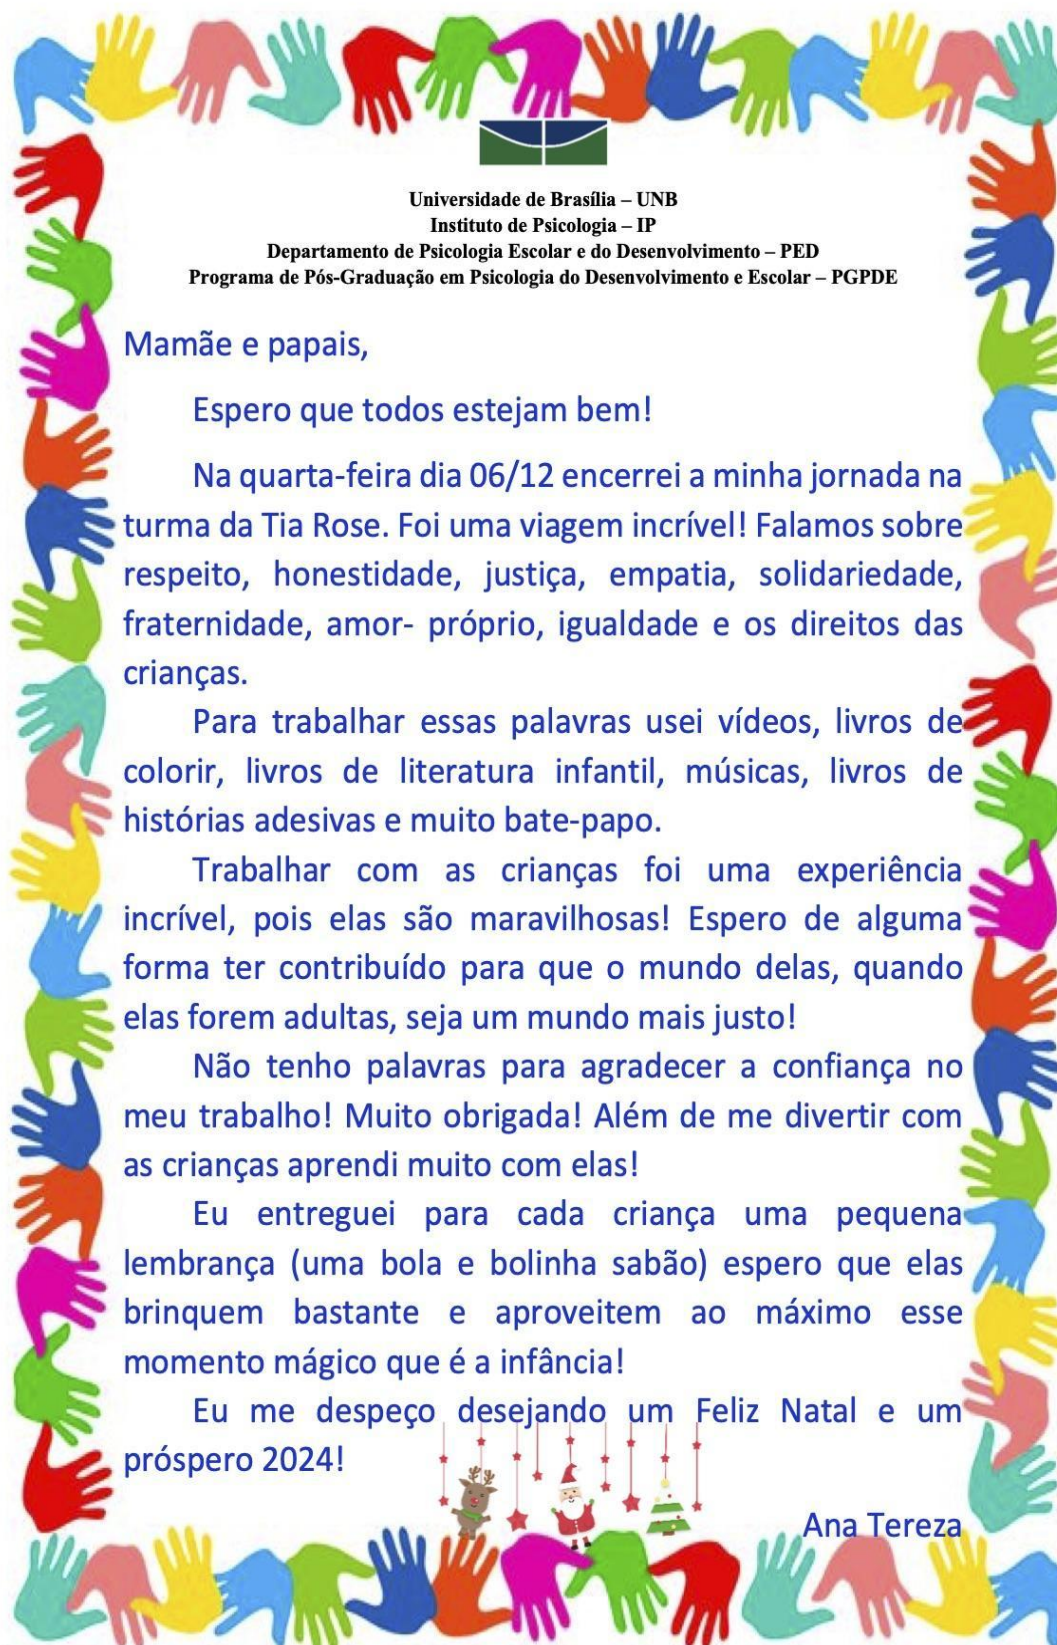 Universidade de Brasília – UNB
Instituto de Psicologia – IP
Departamento de Psicologia Escolar e do Desenvolvimento – PED
Programa de Pós-Graduação em Psicologia do Desenvolvimento e Escolar – PGPDE
Mamãe e papais,
Espero que todos estejam bem!
Na quarta-feira dia 06/12 encerrei a minha jornada na
turma da Tia Rose. Foi uma viagem incrível! Falamos sobre
respeito, honestidade, justiça, empatia, solidariedade,
fraternidade, amor- próprio, igualdade e os direitos das
crianças.
Para trabalhar essas palavras usei vídeos, livros de
colorir, livros de literatura infantil, músicas, livros de
histórias adesivas e muito bate-papo.
Trabalhar com as crianças foi uma experiência
incrível, pois elas são maravilhosas! Espero de alguma
forma ter contribuído para que o mundo delas, quando
elas forem adultas, seja um mundo mais justo!
Não tenho palavras para agradecer a confiança no
meu trabalho! Muito obrigada! Além de me divertir com
as crianças aprendi muito com elas!
Eu entreguei para cada criança uma pequena
lembrança (uma bola e bolinha sabão) espero que elas
brinquem bastante e aproveitem ao máximo esse
momento mágico que é a infância!
Eu me despeço desejando um Feliz Natal e um
próspero 2024!
Ana Tereza